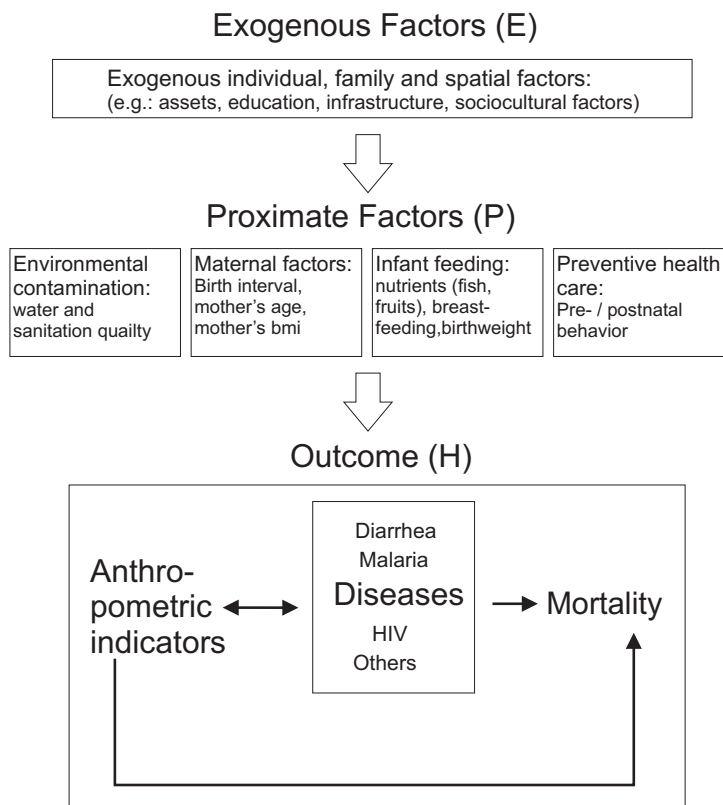 Exogenous Factors (E)
Exogenous individual, family and spatial factors:
(e.g.: assets, education, infrastructure, sociocultural factors)
Proximate Factors (P)
Environmental
contamination:
water and
sanitation quailty
Maternal factors:
Birth interval,
mother's age,
mother's bmi
Infant feeding:
nutrients (fish,
fruits), breast-
feeding,birthweight
Preventive health
care:
Pre- / postnatal
behavior
Outcome (H)
Anthro-
pometric
indicators
Diarrhea
Malaria
Diseases
HIV
Others
Mortality